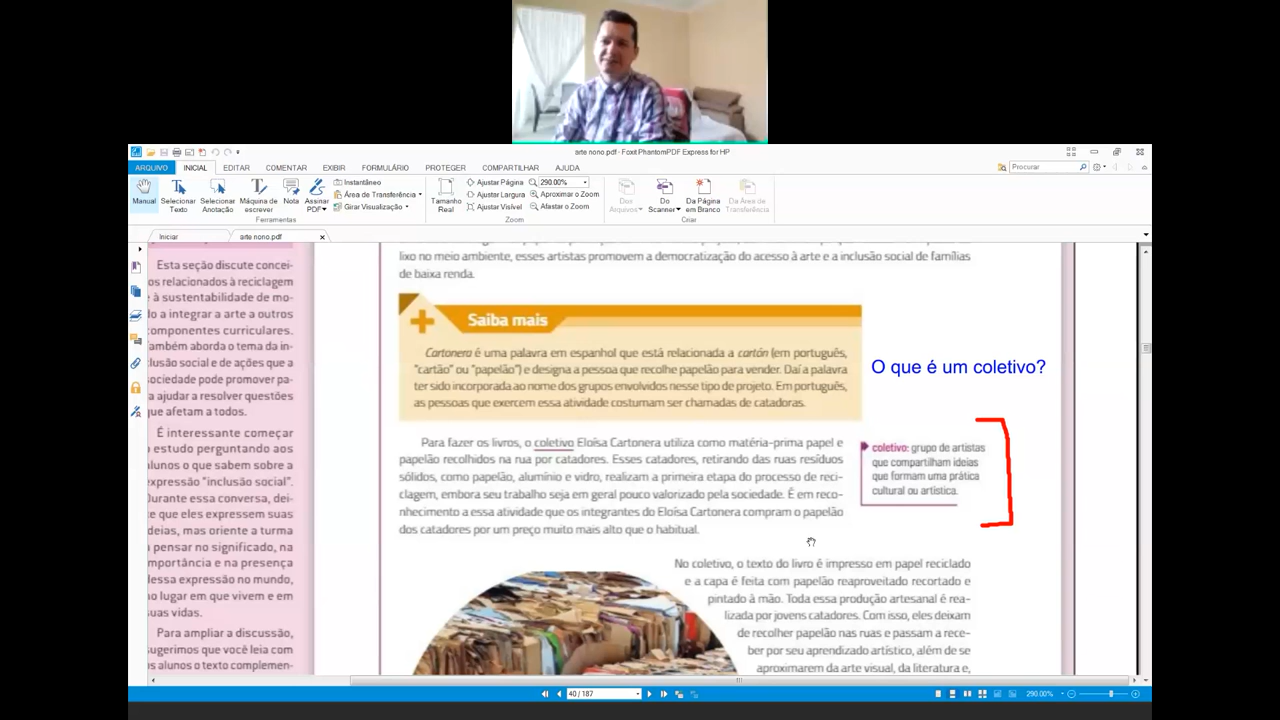 arte nono.pdf - Foxit PhantomPDF Express for HP
ARQUIVO INICIAL EDITAR COMENTAR EXIBIR FORMULÁRIO PROTEGER COMPARTILHAR AJUDA
Procurar
Manual
Selecionar Texto
Selecionar Anotação
Máquina de escrever
Nota
Assinar PDF
Instantâneo
Área de Transferência
Girar Visualização
Ferramentas
Tamanho Real
Ajustar Página
Ajustar Largura
Ajustar Visível
290.00%
Aproximar o Zoom
Afastar o Zoom
Zoom
Dos Arquivos
Do Scanner
Da Página em Branco
Da Área de Transferência
Criar
Iniciar
arte nono.pdf
Esta seção discute concei-
os relacionados à reciclagem
e à sustentabilidade de mo-
lo a integrar a arte a outros
componentes curriculares.
também aborda o tema da in-
clusão social e de ações que a
sociedade pode promover pa-
a ajudar a resolver questões
que afetam a todos.
É interessante começar
estudo perguntando aos
alunos o que sabem sobre a
expressão "inclusão social".
Durante essa conversa, dei-
e que eles expressem suas
deias, mas oriente a turma
pensar no significado, na
mportância e na presença
dessa expressão no mundo,
no lugar em que vivem e em
suas vidas.
Para ampliar a discussão,
sugerimos que você leia com
os alunos o texto complemen-
lixo no meio ambiente, esses artistas promovem a democratização do acesso à arte e a inclusão social de famílias
de baixa renda.
Saiba mais
Cartonera é uma palavra em espanhol que está relacionada a cartón (em português,
"cartão" ou "papelão") e designa a pessoa que recolhe papelão para vender. Daí a palavra
ter sido incorporada ao nome dos grupos envolvidos nesse tipo de projeto. Em português,
as pessoas que exercem essa atividade costumam ser chamadas de catadoras.
O que é um coletivo?
Para fazer os livros, o coletivo Eloísa Cartonera utiliza como matéria-prima papel e
papelão recolhidos na rua por catadores. Esses catadores, retirando das ruas resíduos
sólidos, como papelão, alumínio e vidro, realizam a primeira etapa do processo de reci-
clagem, embora seu trabalho seja em geral pouco valorizado pela sociedade. É em reco-
nhecimento a essa atividade que os integrantes do Eloísa Cartonera compram o papelão
dos catadores por um preço muito mais alto que o habitual.
coletivo: grupo de artistas
que compartilham ideias
que formam uma prática
cultural ou artística.
No coletivo, o texto do livro é impresso em papel reciclado
e a capa é feita com papelão reaproveitado recortado e
pintado à mão. Toda essa produção artesanal é rea-
lizada por jovens catadores. Com isso, eles deixam
de recolher papelão nas ruas e passam a rece-
ber por seu aprendizado artístico, além de se
aproximarem da arte visual, da literatura e,
40 / 187
290.00%